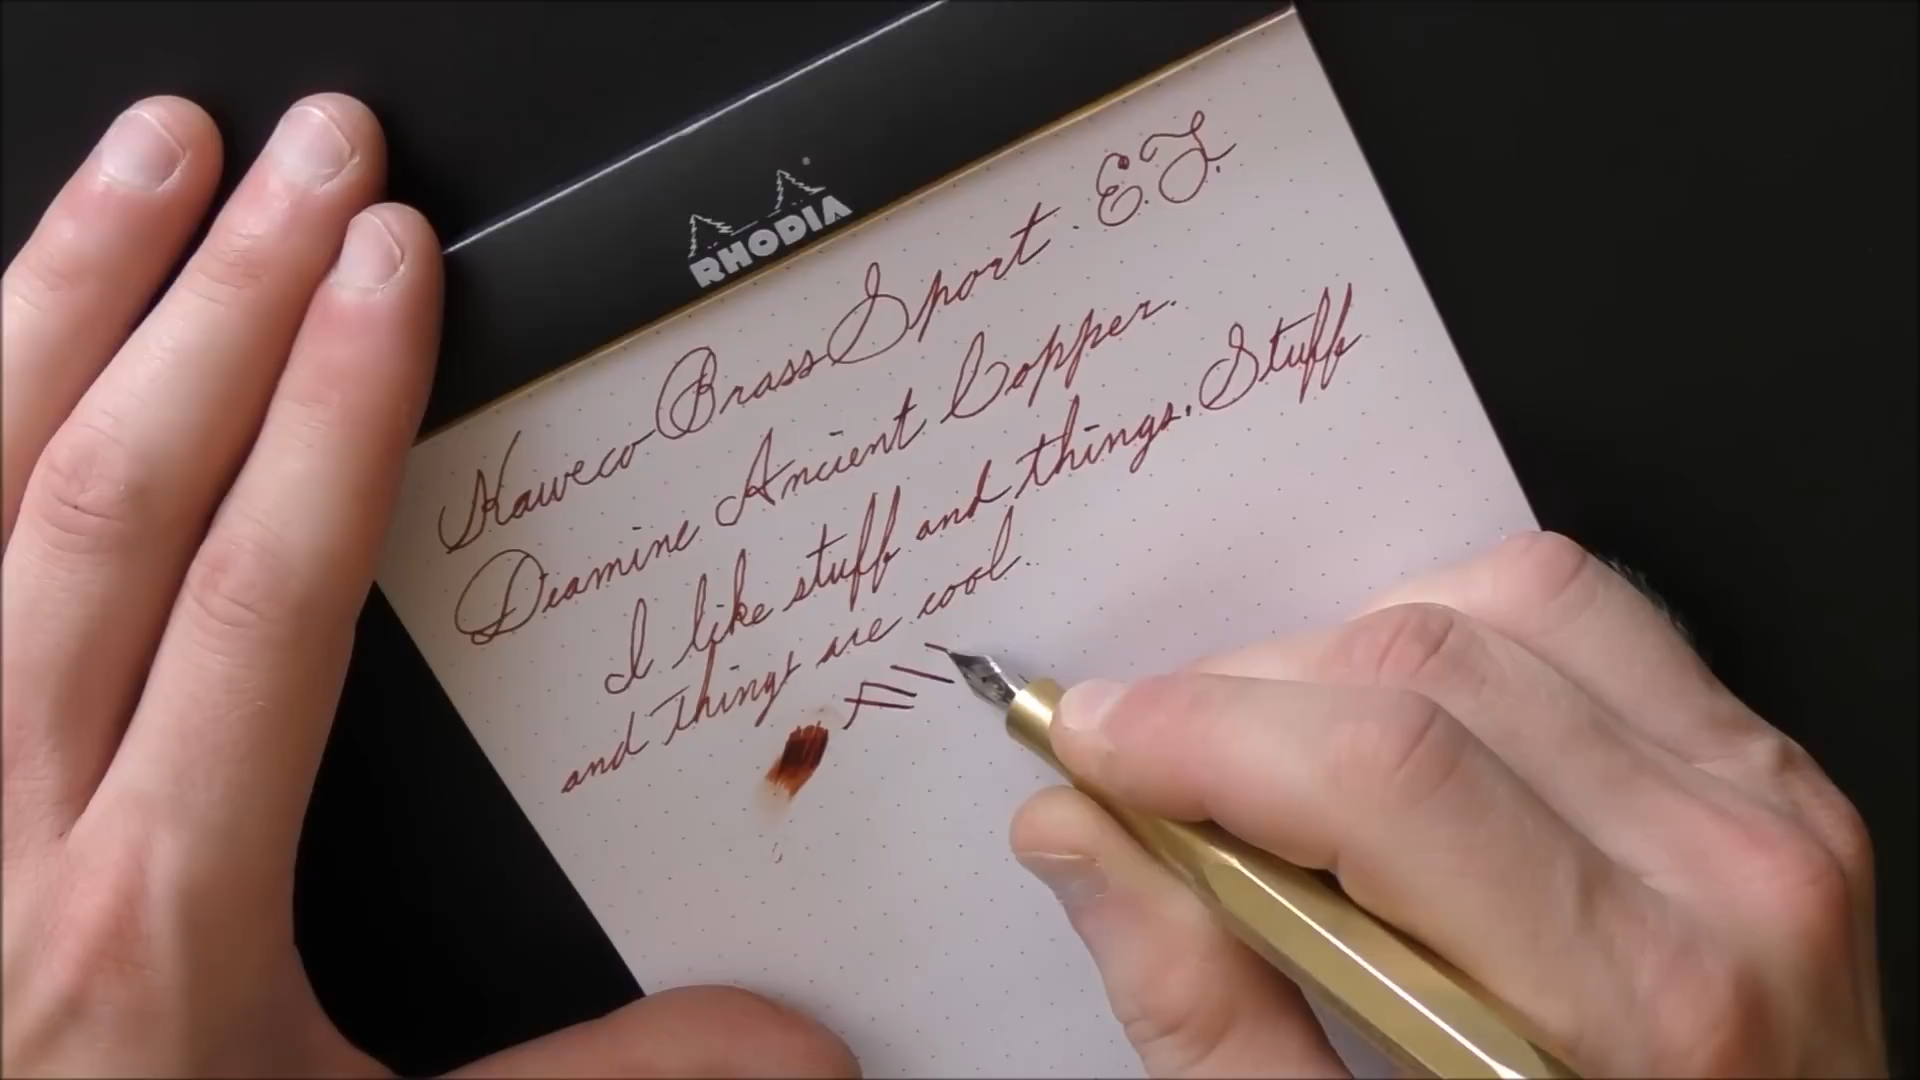 RHODIA
Kaweco Brass Sport. E.F.
Diamine Ancient Copper.
I like stuff and things. Stuff
and things are cool.